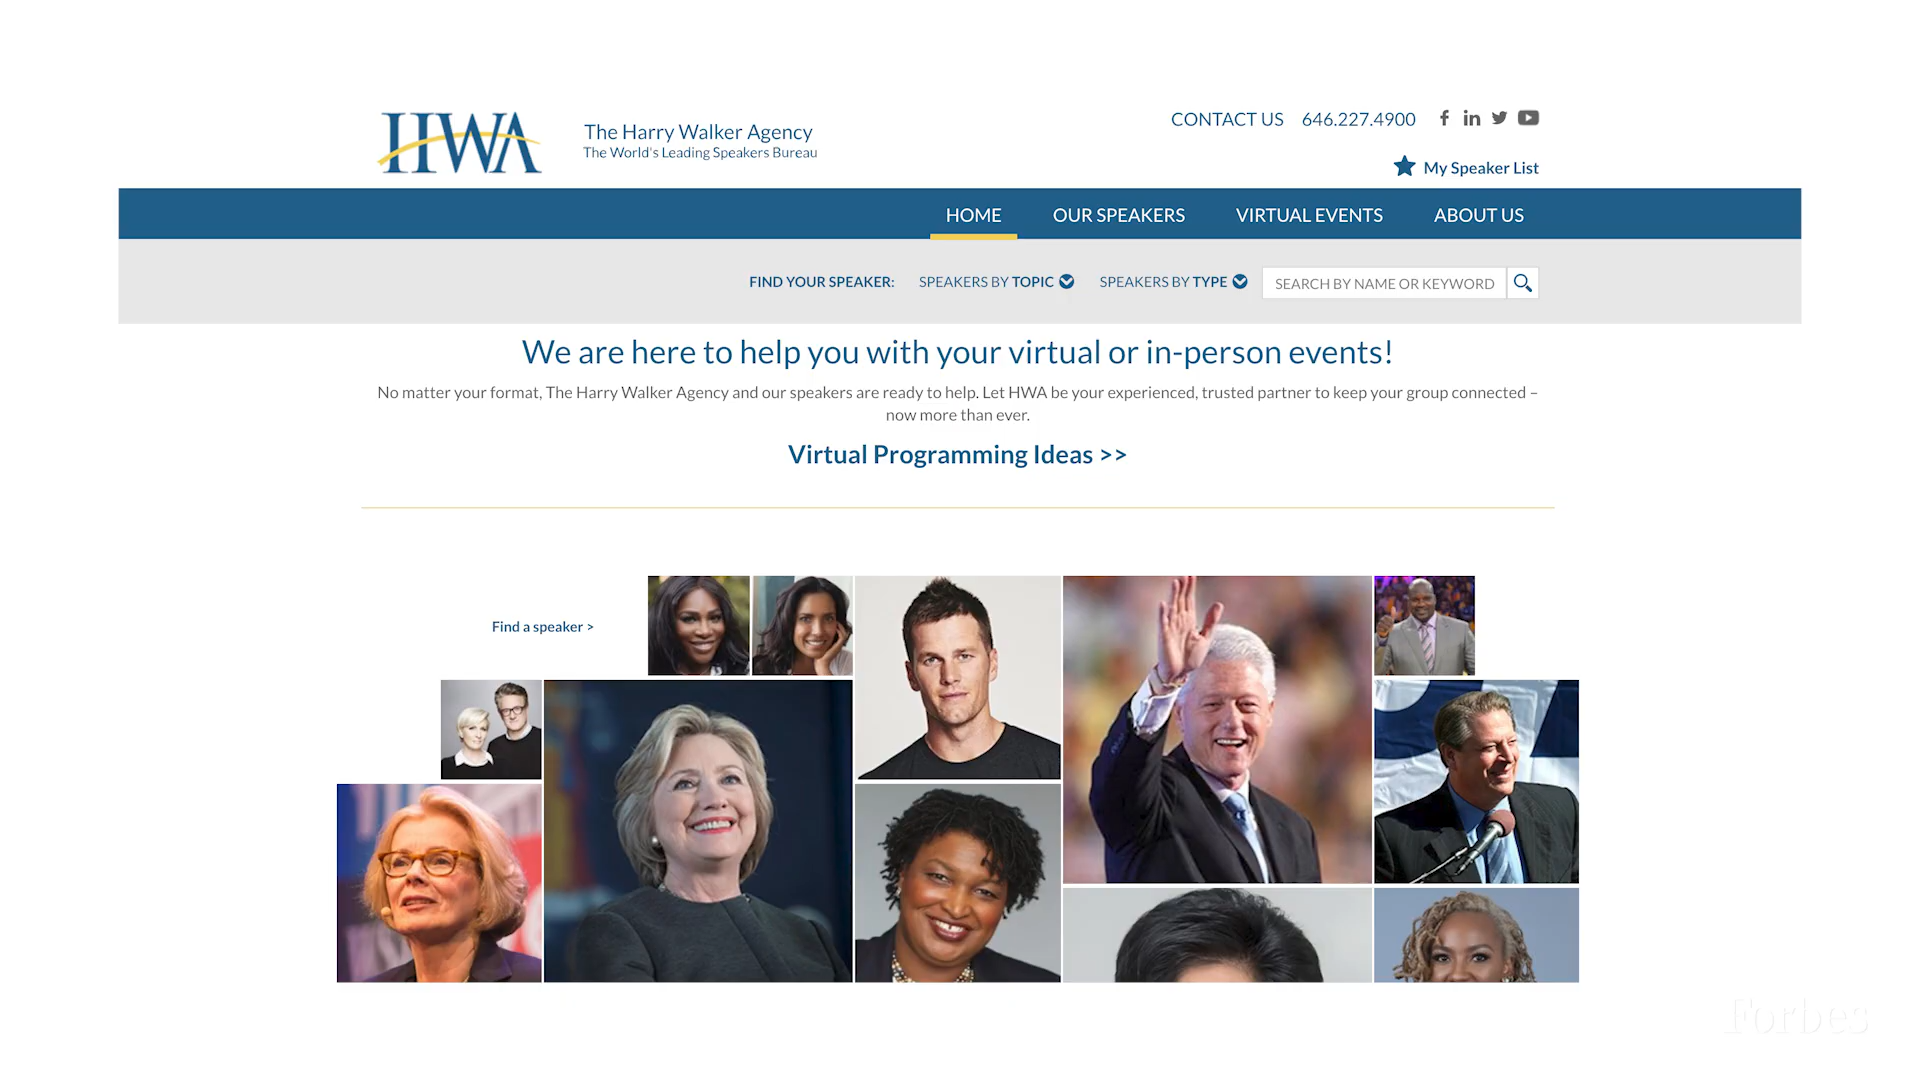 HWA
The Harry Walker Agency
The World's Leading Speakers Bureau
CONTACT US 646.227.4900
My Speaker List
HOME OUR SPEAKERS VIRTUAL EVENTS ABOUT US
FIND YOUR SPEAKER: SPEAKERS BY TOPIC SPEAKERS BY TYPE SEARCH BY NAME OR KEYWORD
We are here to help you with your virtual or in-person events!
No matter your format, The Harry Walker Agency and our speakers are ready to help. Let HWA be your experienced, trusted partner to keep your group connected –
now more than ever.
Virtual Programming Ideas >>
Find a speaker >
Forbes